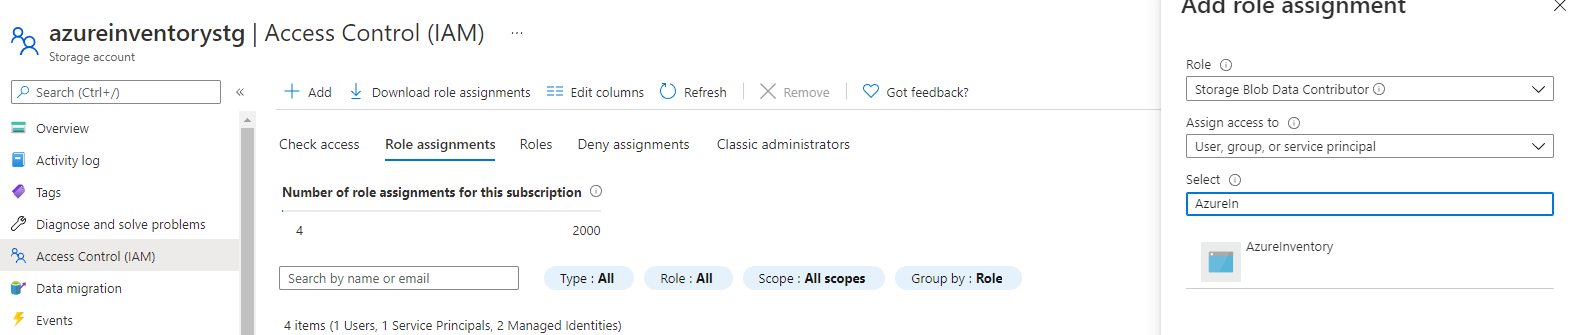 azureinventorystg | Access Control (IAM) ...
Storage account
Search (Ctrl+/)
«
Overview
Activity log
Tags
Diagnose and solve problems
Access Control (IAM)
Data migration
Events
Add
Download role assignments
Edit columns
Refresh
Remove
Got feedback?
Check access
Role assignments
Roles
Deny assignments
Classic administrators
Number of role assignments for this subscription
4
2000
Search by name or email
Type : All
Role : All
Scope : All scopes
Group by : Role
4 items (1 Users, 1 Service Principals, 2 Managed Identities)
Add role assignment
Role
Storage Blob Data Contributor
Assign access to
User, group, or service principal
Select
AzureIn
AzureInventory